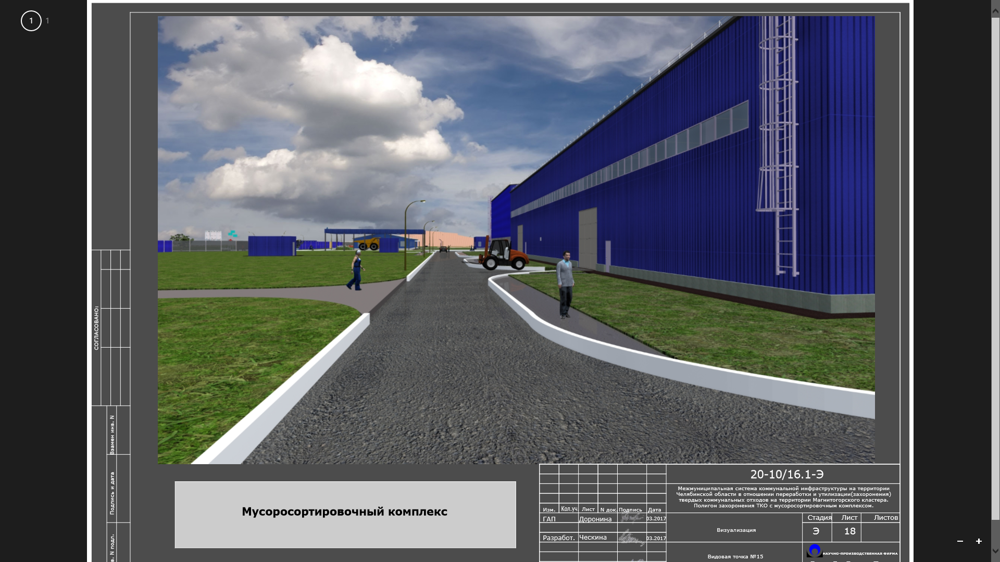 1 1
СОГЛАСОВАНО:
Взамен инв. N
Подпись и дата
N подл.
Мусоросортировочный комплекс
20-10/16.1-Э
Межмуниципальная система коммунальной инфраструктуры на территории
Челябинской области в отношении переработки и утилизации(захоронения)
твердых коммунальных отходов на территории Магнитогорского кластера.
Полигон захоронения ТКО с мусоросортировочным комплексом.
Изм. Кол.уч Лист N док. Подпись Дата
ГАП Доронина 03.2017
Разработ. Ческина 03.2017
Визуализация
Стадия Лист Листов
Э 18
Видовая точка №15
НАУЧНО-ПРОИЗВОДСТВЕННАЯ ФИРМА